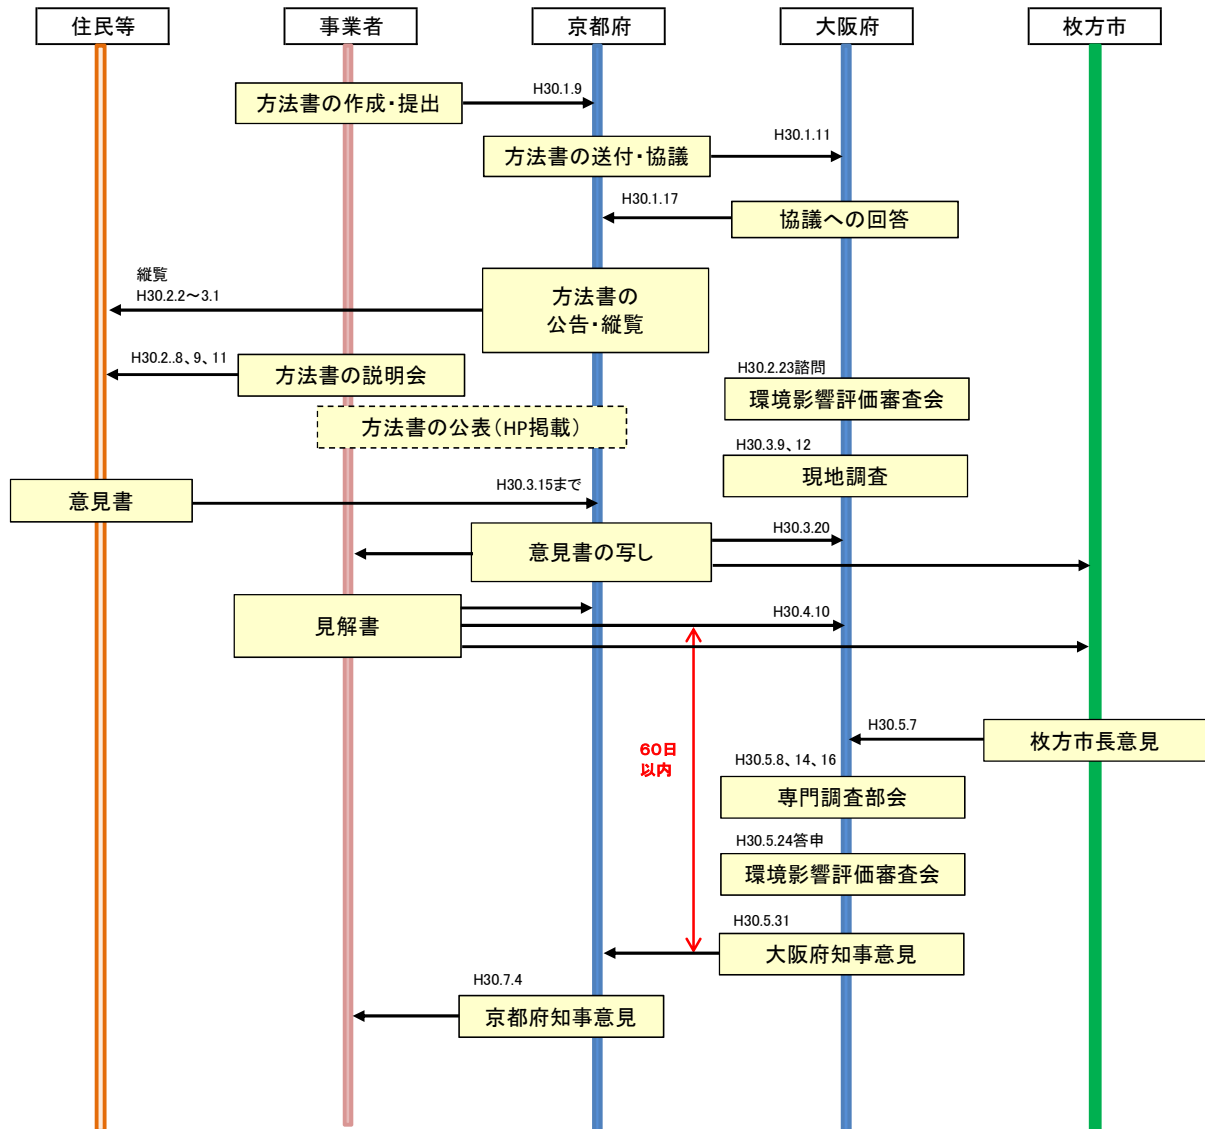 住民等
事業者
京都府
大阪府
枚方市
方法書の作成・提出
H30.1.9
方法書の送付・協議
H30.1.11
H30.1.17
協議への回答
縦覧
H30.2.2～3.1
方法書の
公告・縦覧
H30.2..8、9、11
方法書の説明会
H30.2.23諮問
環境影響評価審査会
方法書の公表（HP掲載）
H30.3.9、12
現地調査
意見書
H30.3.15まで
意見書の写し
H30.3.20
見解書
H30.4.10
H30.5.7
枚方市長意見
60日
以内
H30.5.8、14、16
専門調査部会
H30.5.24答申
環境影響評価審査会
H30.5.31
大阪府知事意見
H30.7.4
京都府知事意見